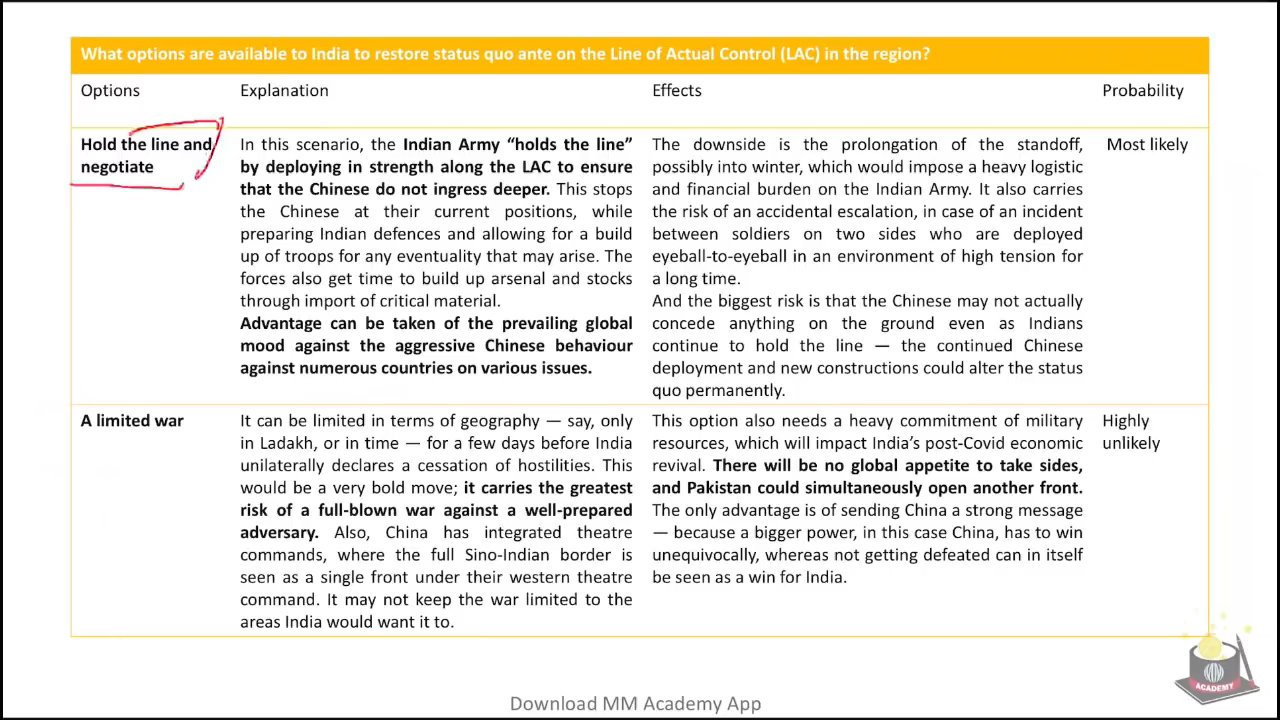 What options are available to India to restore status quo ante on the Line of Actual Control (LAC) in the region?
Options Explanation Effects Probability
Hold the line and
negotiate
In this scenario, the Indian Army “holds the line”
by deploying in strength along the LAC to ensure
that the Chinese do not ingress deeper. This stops
the Chinese at their current positions, while
preparing Indian defences and allowing for a build
up of troops for any eventuality that may arise. The
forces also get time to build up arsenal and stocks
through import of critical material.
Advantage can be taken of the prevailing global
mood against the aggressive Chinese behaviour
against numerous countries on various issues.
The downside is the prolongation of the standoff,
possibly into winter, which would impose a heavy logistic
and financial burden on the Indian Army. It also carries
the risk of an accidental escalation, in case of an incident
between soldiers on two sides who are deployed
eyeball-to-eyeball in an environment of high tension for
a long time.
And the biggest risk is that the Chinese may not actually
concede anything on the ground even as Indians
continue to hold the line — the continued Chinese
deployment and new constructions could alter the status
quo permanently.
Most likely
A limited war
It can be limited in terms of geography — say, only
in Ladakh, or in time — for a few days before India
unilaterally declares a cessation of hostilities. This
would be a very bold move; it carries the greatest
risk of a full-blown war against a well-prepared
adversary. Also, China has integrated theatre
commands, where the full Sino-Indian border is
seen as a single front under their western theatre
command. It may not keep the war limited to the
areas India would want it to.
This option also needs a heavy commitment of military
resources, which will impact India’s post-Covid economic
revival. There will be no global appetite to take sides,
and Pakistan could simultaneously open another front.
The only advantage is of sending China a strong message
— because a bigger power, in this case China, has to win
unequivocally, whereas not getting defeated can in itself
be seen as a win for India.
Highly
unlikely
ACADEMY
Download MM Academy App